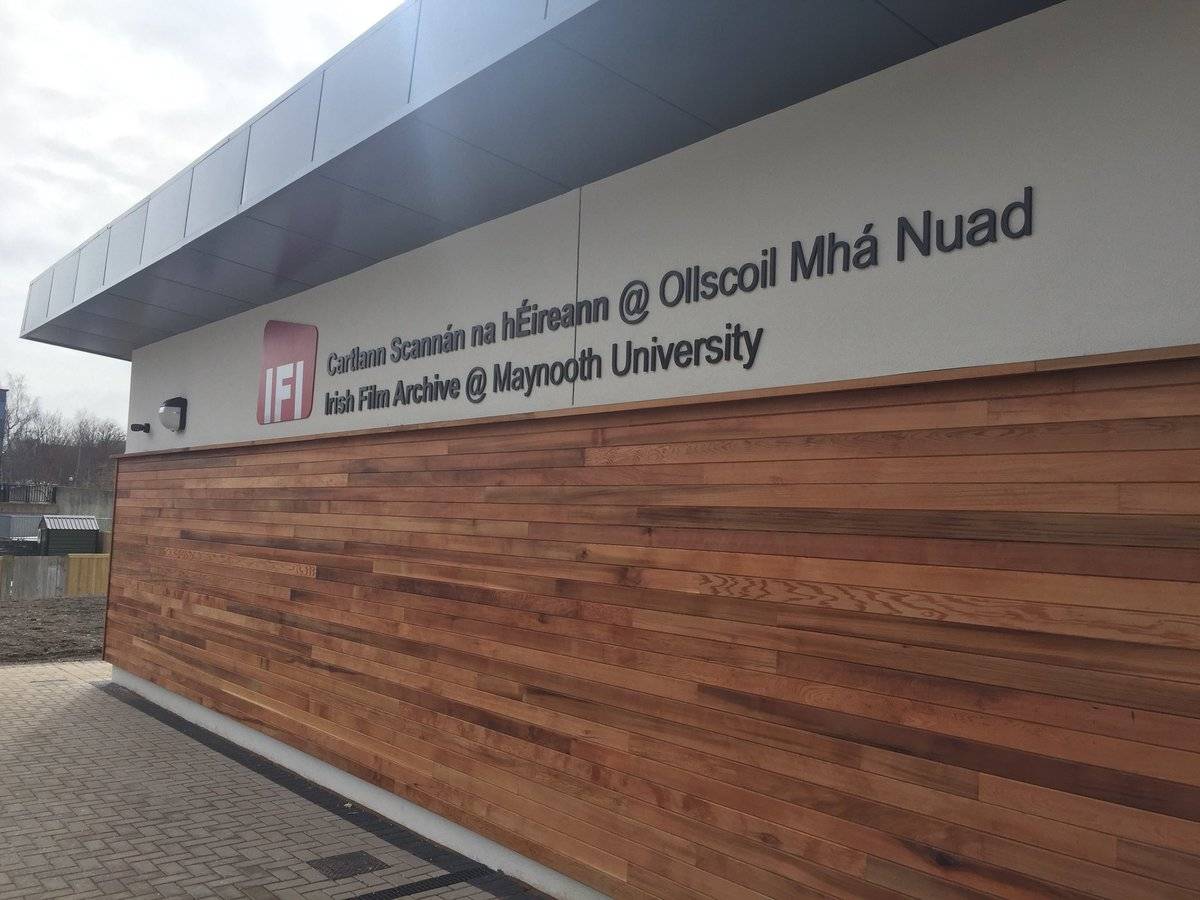 IFI
Cartlann Scannán na hÉireann @ Ollscoil Mhá Nuad
Irish Film Archive @ Maynooth University